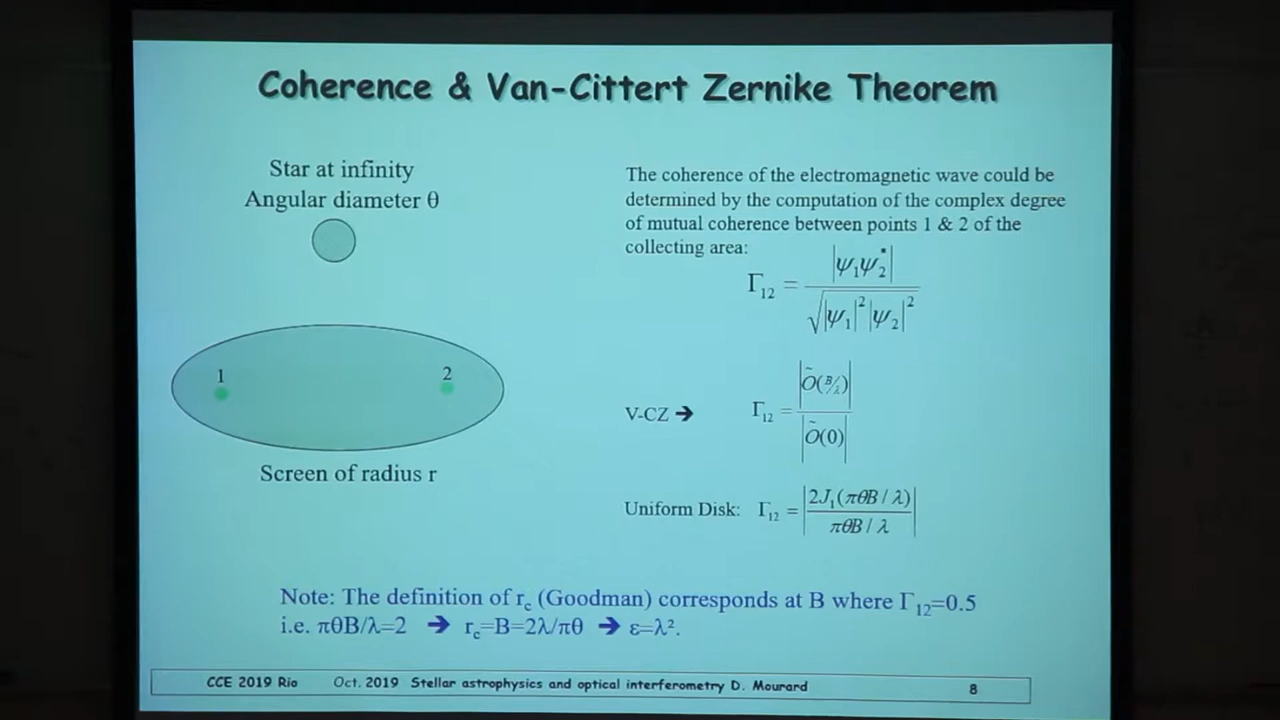 Coherence & Van-Cittert Zernike Theorem
Star at infinity
Angular diameter θ
1
2
Screen of radius r
The coherence of the electromagnetic wave could be
determined by the computation of the complex degree
of mutual coherence between points 1 & 2 of the
collecting area:
Γ₁₂ = |ψ₁ψ₂*| / √(|ψ₁|²|ψ₂|²)
V-CZ ➔ Γ₁₂ = |Õ(B/λ)| / |Õ(0)|
Uniform Disk: Γ₁₂ = |2J₁(πθB / λ) / πθB / λ|
Note: The definition of r꜀ (Goodman) corresponds at B where Γ₁₂=0.5
i.e. πθB/λ=2 ➔ r꜀=B=2λ/πθ ➔ ε=λ².
CCE 2019 Rio Oct. 2019 Stellar astrophysics and optical interferometry D. Mourard 8